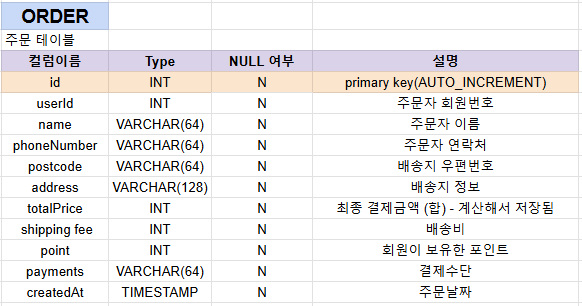 ORDER
주문 테이블
컬럼이름 Type NULL 여부 설명
id INT N primary key(AUTO_INCREMENT)
userId INT N 주문자 회원번호
name VARCHAR(64) N 주문자 이름
phoneNumber VARCHAR(64) N 주문자 연락처
postcode VARCHAR(64) N 배송지 우편번호
address VARCHAR(128) N 배송지 정보
totalPrice INT N 최종 결제금액 (합) - 계산해서 저장됨
shipping fee INT N 배송비
point INT N 회원이 보유한 포인트
payments VARCHAR(64) N 결제수단
createdAt TIMESTAMP N 주문날짜